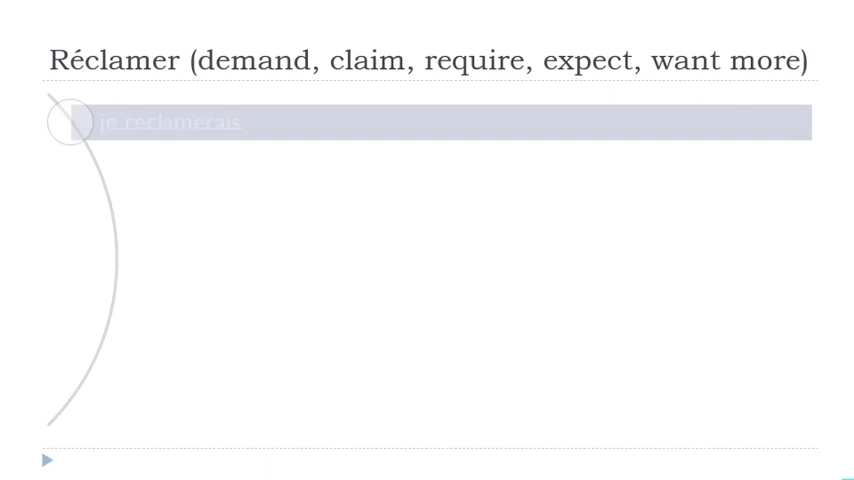 Réclamer (demand, claim, require, expect, want more)
je reclamerais